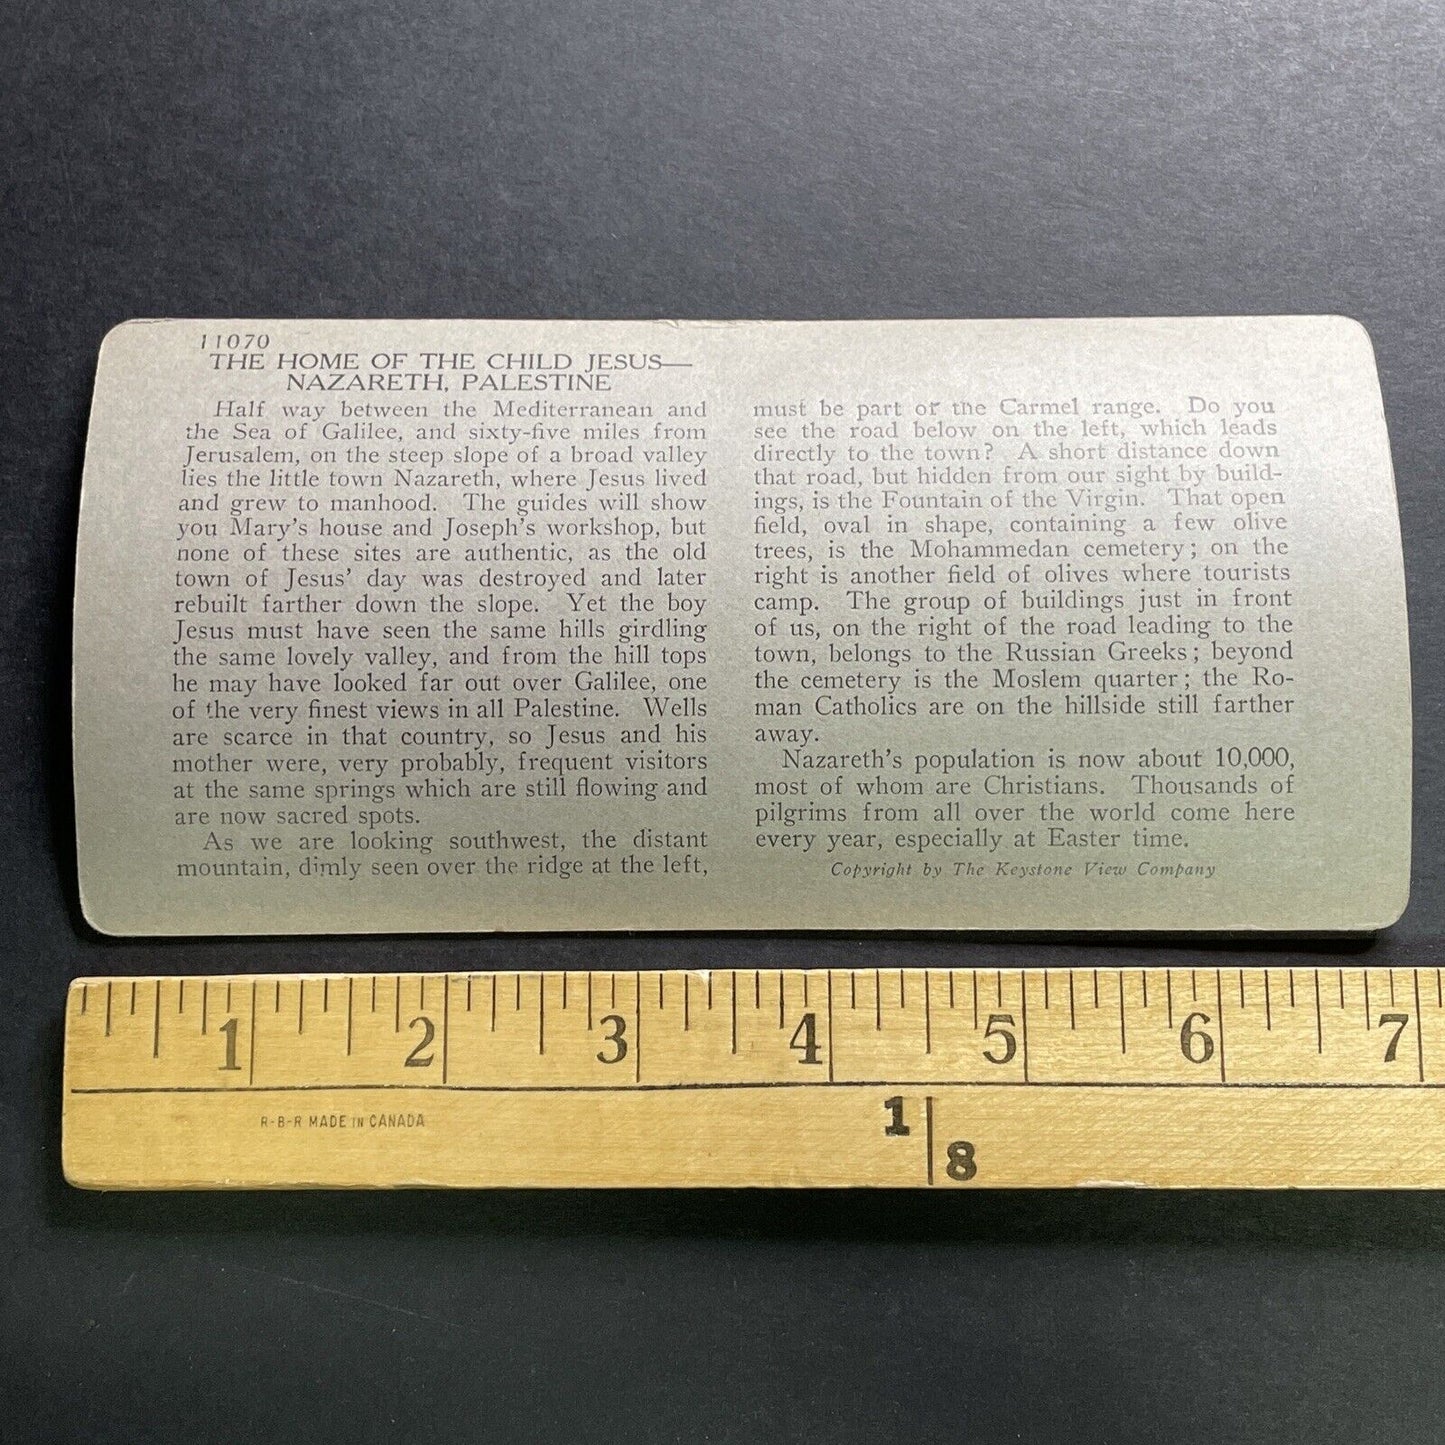 11070
THE HOME OF THE CHILD JESUS—
NAZARETH, PALESTINE
Half way between the Mediterranean and
the Sea of Galilee, and sixty-five miles from
Jerusalem, on the steep slope of a broad valley
lies the little town Nazareth, where Jesus lived
and grew to manhood. The guides will show
you Mary's house and Joseph's workshop, but
none of these sites are authentic, as the old
town of Jesus' day was destroyed and later
rebuilt farther down the slope. Yet the boy
Jesus must have seen the same hills girdling
the same lovely valley, and from the hill tops
he may have looked far out over Galilee, one
of the very finest views in all Palestine. Wells
are scarce in that country, so Jesus and his
mother were, very probably, frequent visitors
at the same springs which are still flowing and
are now sacred spots.
As we are looking southwest, the distant
mountain, dimly seen over the ridge at the left,
must be part of the Carmel range. Do you
see the road below on the left, which leads
directly to the town? A short distance down
that road, but hidden from our sight by build-
ings, is the Fountain of the Virgin. That open
field, oval in shape, containing a few olive
trees, is the Mohammedan cemetery; on the
right is another field of olives where tourists
camp. The group of buildings just in front
of us, on the right of the road leading to the
town, belongs to the Russian Greeks; beyond
the cemetery is the Moslem quarter; the Ro-
man Catholics are on the hillside still farther
away.
Nazareth's population is now about 10,000,
most of whom are Christians. Thousands of
pilgrims from all over the world come here
every year, especially at Easter time.
Copyright by The Keystone View Company
1 2 3 4 5 6 7
R-B-R MADE IN CANADA
1
8